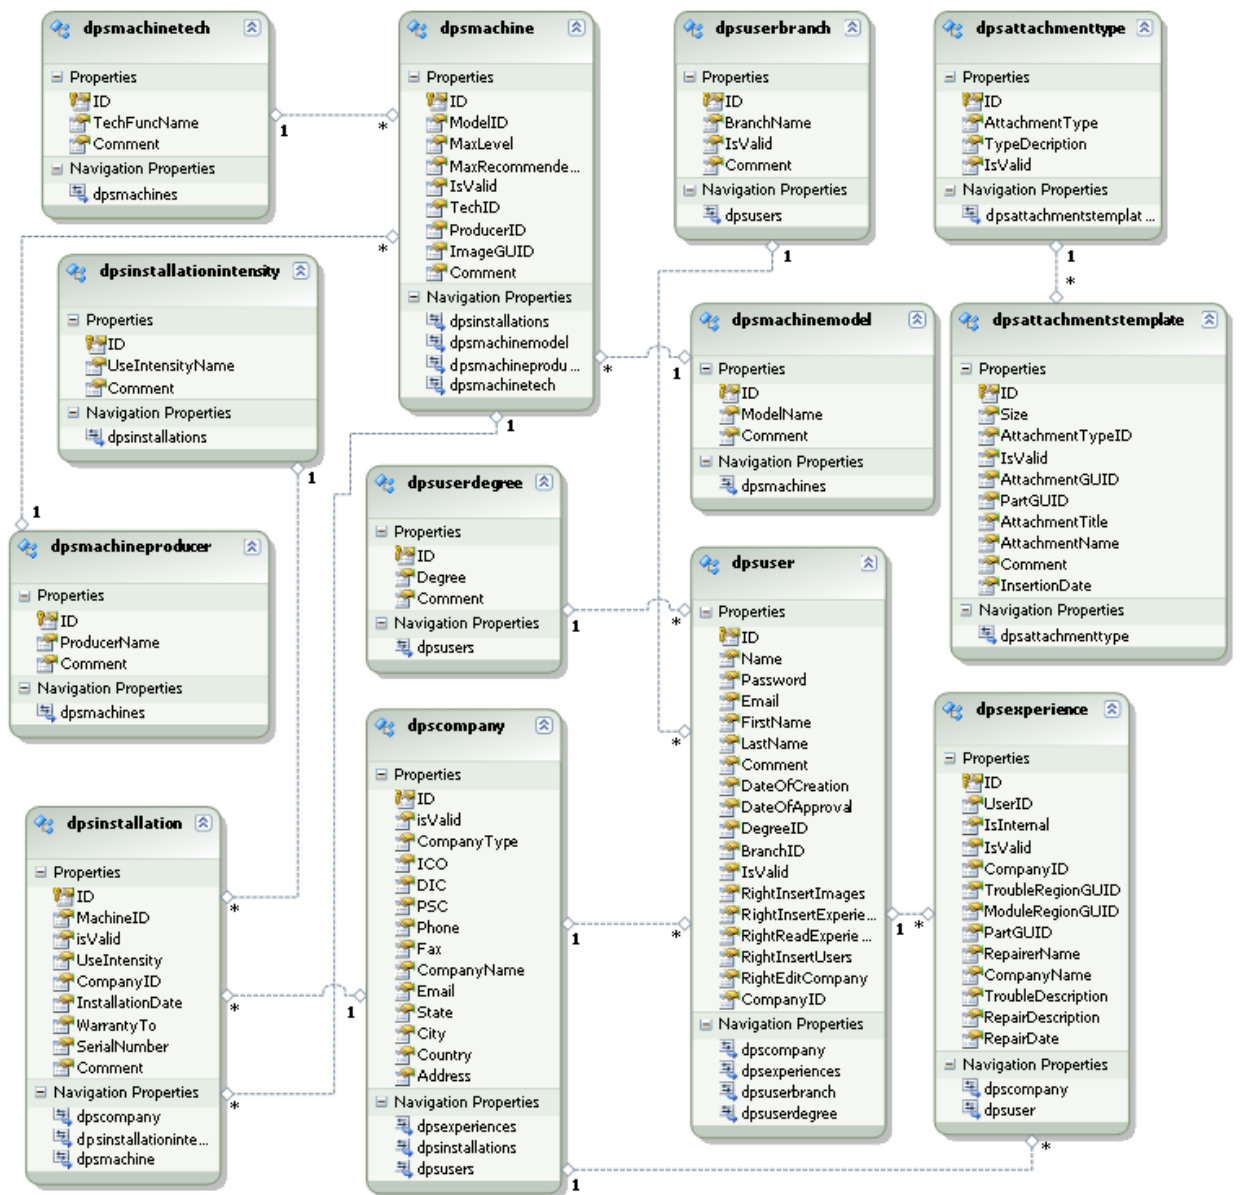 dpsmachinetech
Properties
ID
TechFuncName
Comment
Navigation Properties
dpsmachines
1
*
dpsmachine
Properties
ID
ModelID
MaxLevel
MaxRecommende...
IsValid
TechID
ProducerID
ImageGUID
Comment
Navigation Properties
dpsinstallations
dpsmachinemodel
dpsmachineprodu ...
dpsmachinetech
*
*
1
1
dpsuserbranch
Properties
ID
BranchName
IsValid
Comment
Navigation Properties
dpsusers
1
dpsattachmenttype
Properties
ID
AttachmentType
TypeDecription
IsValid
Navigation Properties
dpsattachmentstemplat ...
1
*
dpsinstallationintensity
Properties
ID
UseIntensityName
Comment
Navigation Properties
dpsinstallations
1
dpsmachinemodel
Properties
ID
ModelName
Comment
Navigation Properties
dpsmachines
dpsattachmentstemplate
Properties
ID
Size
AttachmentTypeID
IsValid
AttachmentGUID
PartGUID
AttachmentTitle
AttachmentName
Comment
InsertionDate
Navigation Properties
dpsattachmenttype
1
dpsmachineproducer
Properties
ID
ProducerName
Comment
Navigation Properties
dpsmachines
dpsuserdegree
Properties
ID
Degree
Comment
Navigation Properties
dpsusers
1
*
*
dpsuser
Properties
ID
Name
Password
Email
FirstName
LastName
Comment
DateOfCreation
DateOfApproval
DegreeID
BranchID
IsValid
RightInsertImages
RightInsertExperie...
RightReadExperie ...
RightInsertUsers
RightEditCompany
CompanyID
Navigation Properties
dpscompany
dpsexperiences
dpsuserbranch
dpsuserdegree
1
*
dpsexperience
Properties
ID
UserID
IsInternal
IsValid
CompanyID
TroubleRegionGUID
ModuleRegionGUID
PartGUID
RepairerName
CompanyName
TroubleDescription
RepairDescription
RepairDate
Navigation Properties
dpscompany
dpsuser
*
dpsinstallation
Properties
ID
MachineID
isValid
UseIntensity
CompanyID
InstallationDate
WarrantyTo
SerialNumber
Comment
Navigation Properties
dpscompany
dpsinstallationinte...
dpsmachine
*
*
*
1
dpscompany
Properties
ID
isValid
CompanyType
ICO
DIC
PSC
Phone
Fax
CompanyName
Email
State
City
Country
Address
Navigation Properties
dpsexperiences
dpsinstallations
dpsusers
1
*
1